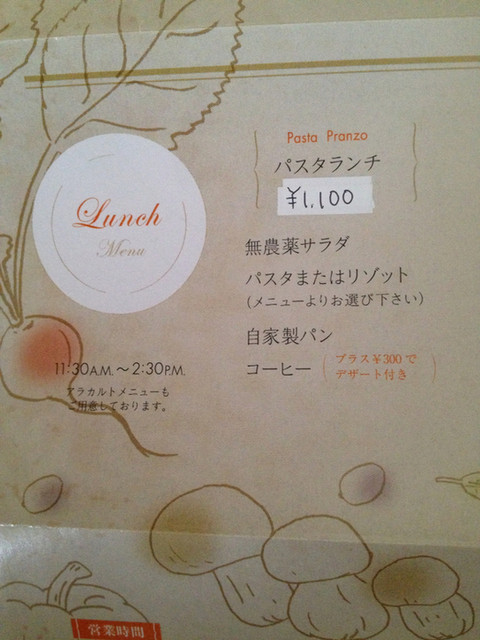 Lunch
Menu
11:30A.M.〜2:30P.M.
アラカルトメニューも
ご用意しております。
Pasta Pranzo
パスタランチ
¥1,100
無農薬サラダ
パスタまたはリゾット
(メニューよりお選び下さい)
自家製パン
コーヒー
(プラス¥300で
デザート付き)
営業時間